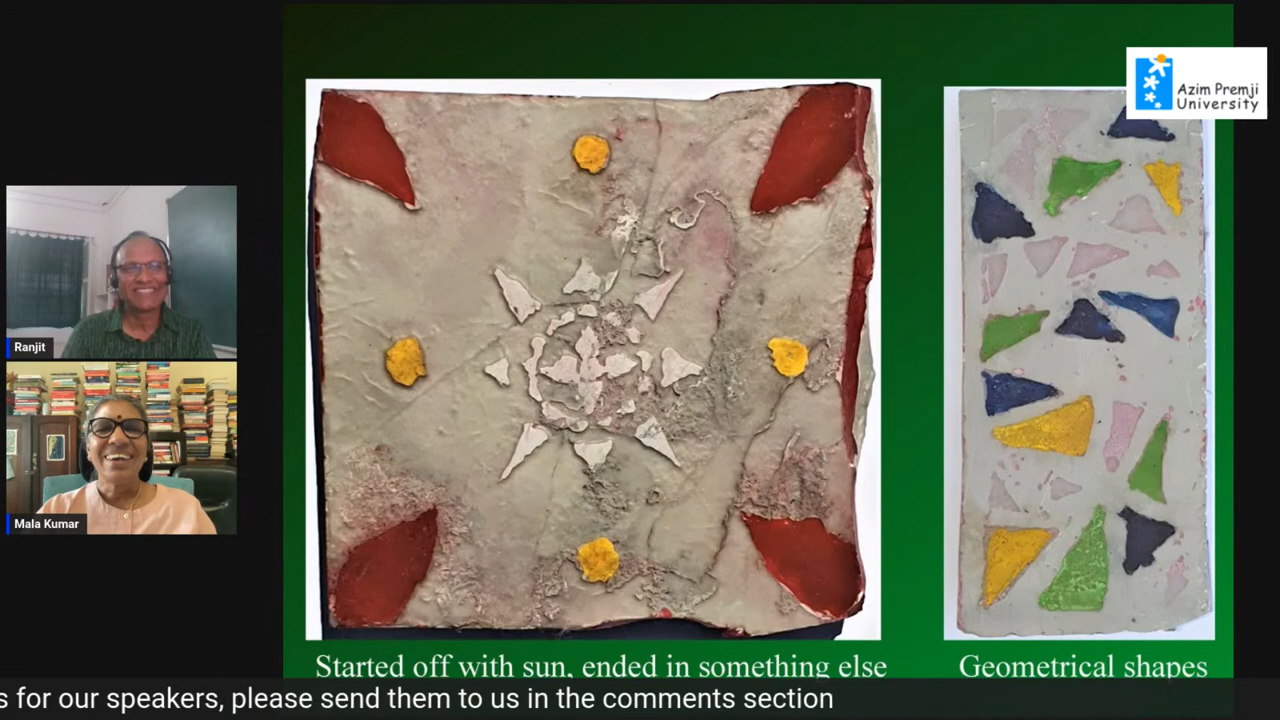 Azim Premji
University
Ranjit
Mala Kumar
Started off with sun, ended in something else
Geometrical shapes
s for our speakers, please send them to us in the comments section